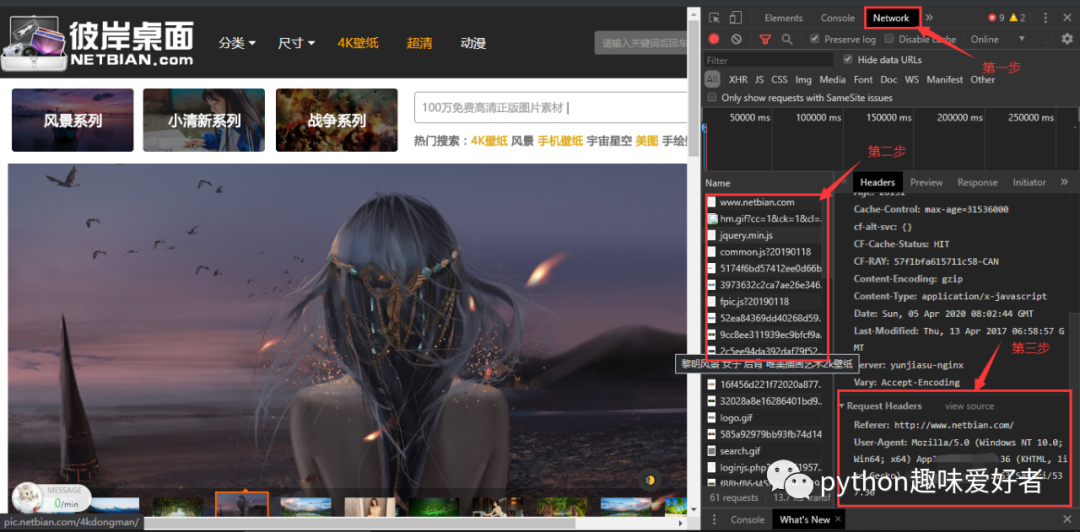 彼岸桌面
NETBIAN.com
分类 尺寸 4K壁纸 超清 动漫
请输入关键词后回车
风景系列 小清新系列 战争系列
100万免费高清正版图片素材
热门搜索：4K壁纸 风景 手机壁纸 宇宙星空 美图 手绘
MESSAGE
0/min
pic.netbian.com/4kdongman/
Elements Console Network » 9 2
Preserve log Disable cache Online
第一步
Filter Hide data URLs
All XHR JS CSS Img Media Font Doc WS Manifest Other
Only show requests with SameSite issues
50000 ms 100000 ms 150000 ms 200000 ms 250000 ms
第二步
Name
www.netbian.com
hm.gif?cc=1&ck=1&cl=...
jquery.min.js
common.js?20190118
5174f6bd57412ee0d66b
3973632c2ca7ae26e346...
fpic.js?20190118
52ea84369dd40268d59...
9cc8ee311939ec9bfcf9a...
2c5ee94da392daf79f52...
黎明风景 女子 后背 唯美插画艺术2k壁纸
16f456d221f72020a877...
32028a8e16286401bd9...
logo.gif
585a92979bb93fb74d14
search.gif
61 requests
Headers Preview Response Initiator »
Cache-Control: max-age=31536000
cf-alt-svc: {}
CF-Cache-Status: HIT
CF-RAY: 57f1bfa615711c58-CAN
Content-Encoding: gzip
Content-Type: application/x-javascript
Date: Sun, 05 Apr 2020 08:02:44 GMT
Last-Modified: Thu, 13 Apr 2017 06:58:57 G
MT
第三步
Server: yunjiasu-nginx
Vary: Accept-Encoding
Request Headers view source
Referer: http://www.netbian.com/
User-Agent: Mozilla/5.0 (Windows NT 10.0;
Win64; x64) 36 (KHTML, li
python趣味爱好者
Console What's New